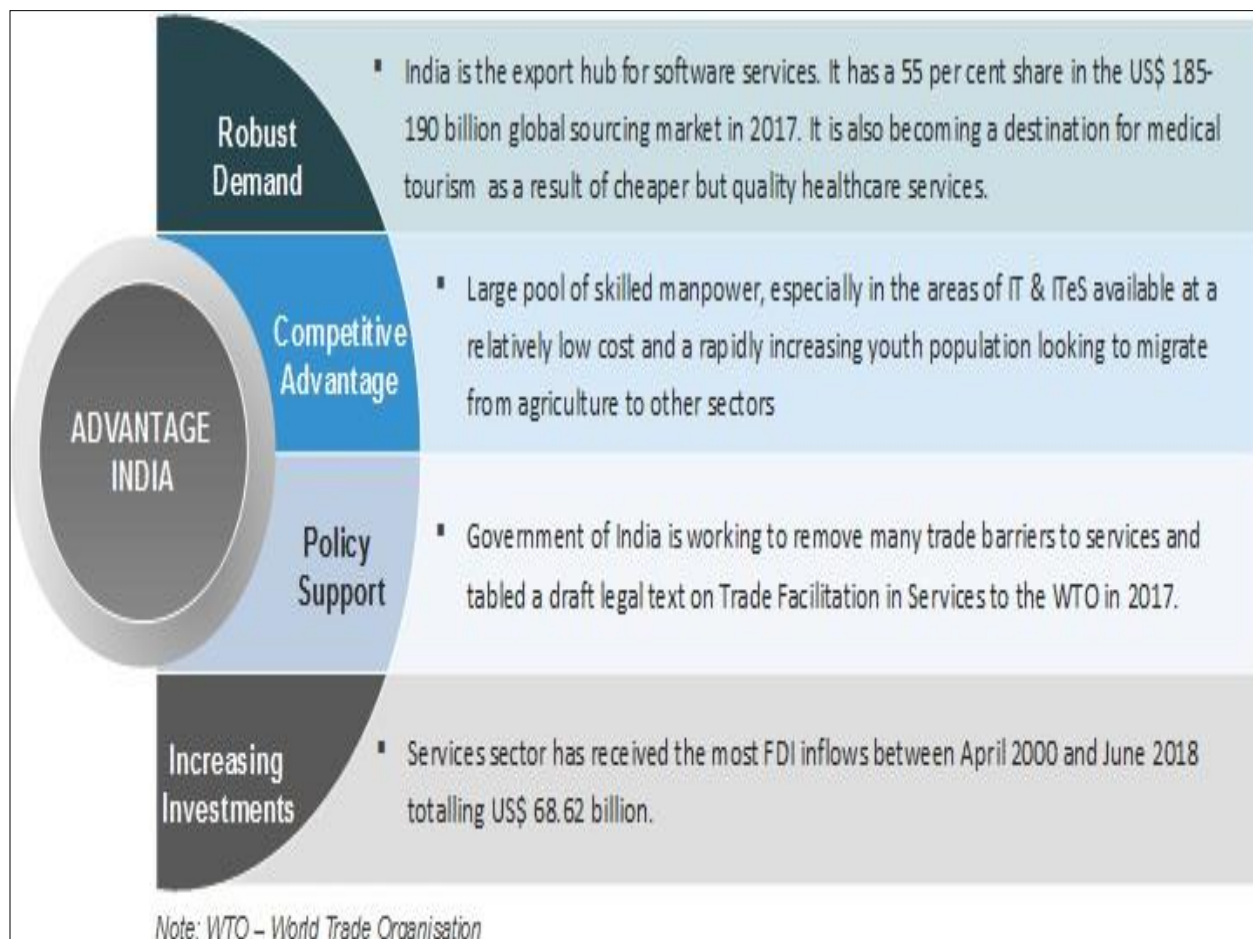 ADVANTAGE
INDIA
Robust
Demand
▪ India is the export hub for software services. It has a 55 per cent share in the US$ 185-
190 billion global sourcing market in 2017. It is also becoming a destination for medical
tourism as a result of cheaper but quality healthcare services.
Competitive
Advantage
▪ Large pool of skilled manpower, especially in the areas of IT & ITeS available at a
relatively low cost and a rapidly increasing youth population looking to migrate
from agriculture to other sectors
Policy
Support
▪ Government of India is working to remove many trade barriers to services and
tabled a draft legal text on Trade Facilitation in Services to the WTO in 2017.
Increasing
Investments
▪ Services sector has received the most FDI inflows between April 2000 and June 2018
totalling US$ 68.62 billion.
Note: WTO – World Trade Organisation